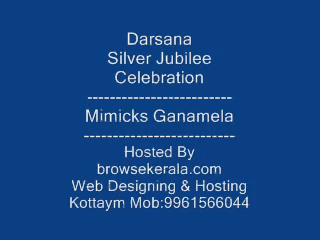 Darsana
Silver Jubilee
Celebration
--------------------------
Mimicks Ganamela
---------------------------
Hosted By
browsekerala.com
Web Designing & Hosting
Kottaym Mob:9961566044